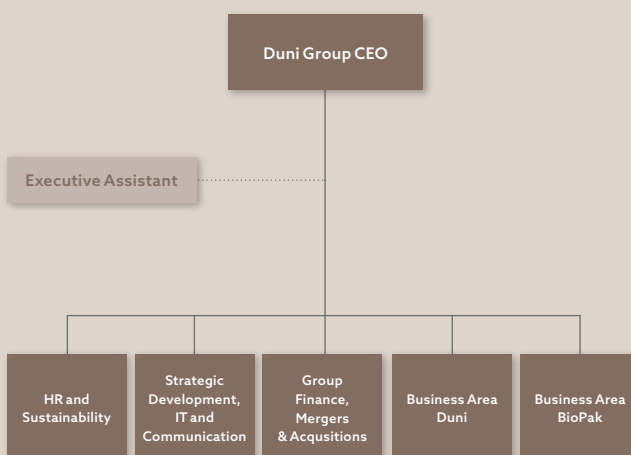 Duni Group CEO
Executive Assistant
HR and
Sustainability
Strategic
Development,
IT and
Communication
Group
Finance,
Mergers
& Acqusitions
Business Area
Duni
Business Area
BioPak